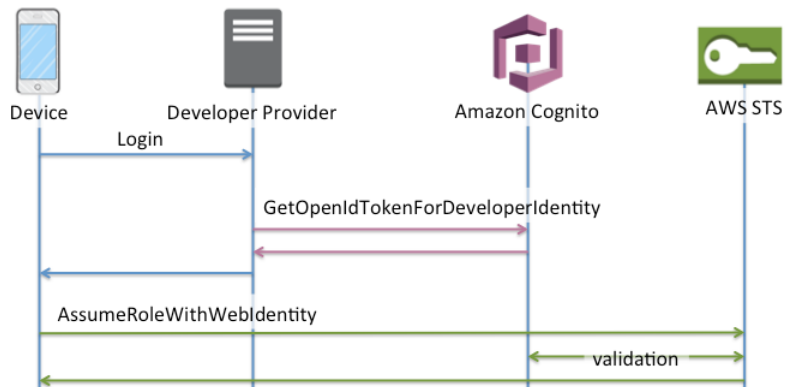 Device
Developer Provider
Amazon Cognito
AWS STS
Login
GetOpenIdTokenForDeveloperIdentity
AssumeRoleWithWebIdentity
validation